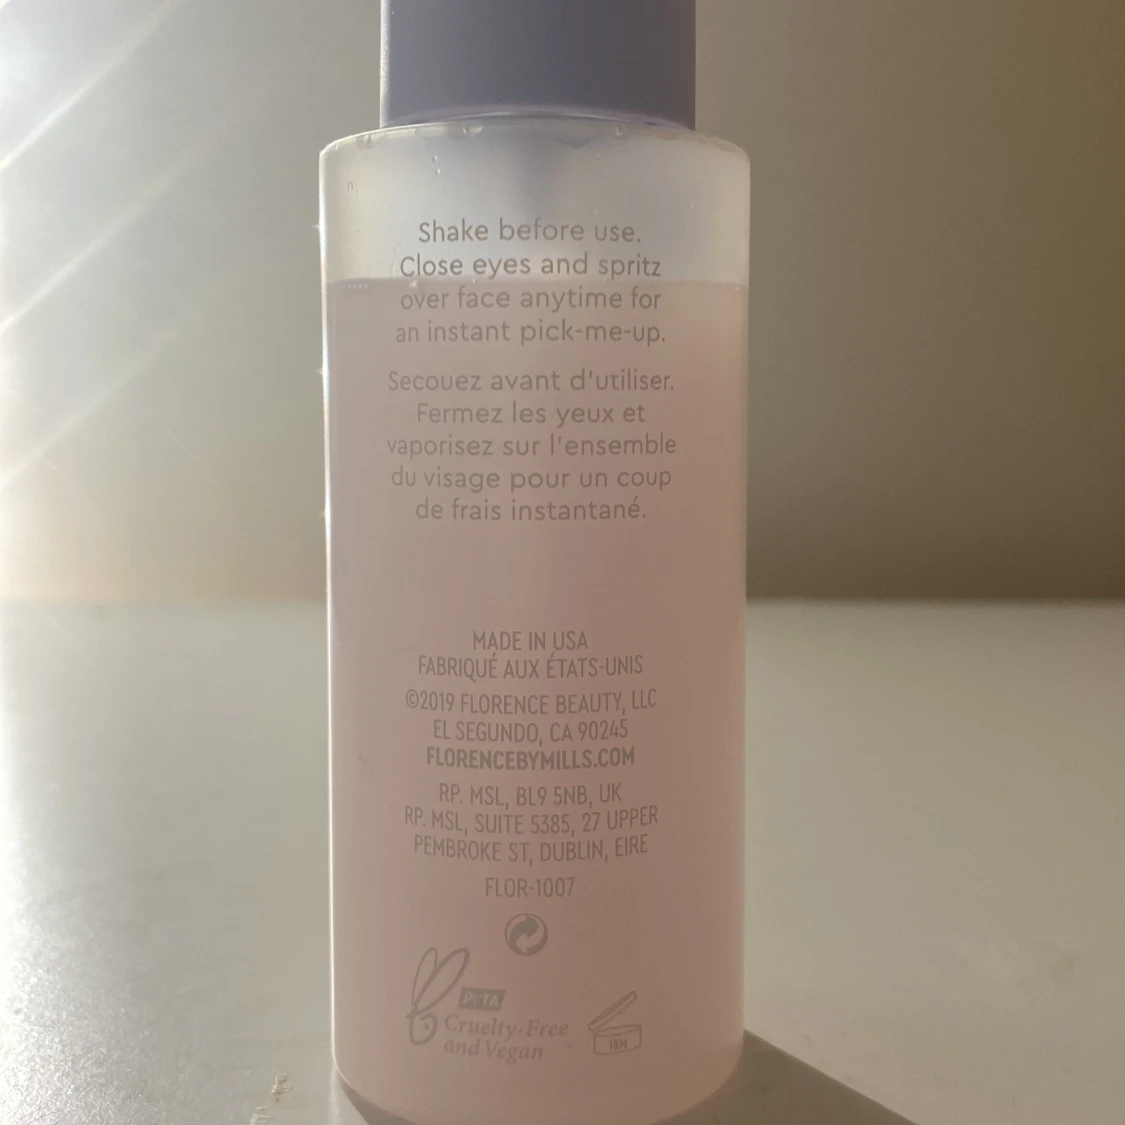 Shake before use.
Close eyes and spritz
over face anytime for
an instant pick-me-up.
Secouez avant d'utiliser.
Fermez les yeux et
vaporisez sur l'ensemble
du visage pour un coup
de frais instantané.
MADE IN USA
FABRIQUÉ AUX ÉTATS-UNIS
©2019 FLORENCE BEAUTY, LLC
EL SEGUNDO, CA 90245
FLORENCEBYMILLS.COM
RP. MSL, BL9 5NB, UK
RP. MSL, SUITE 5385, 27 UPPER
PEMBROKE ST, DUBLIN, EIRE
FLOR-1007
PETA
Cruelty-Free
and Vegan
18M